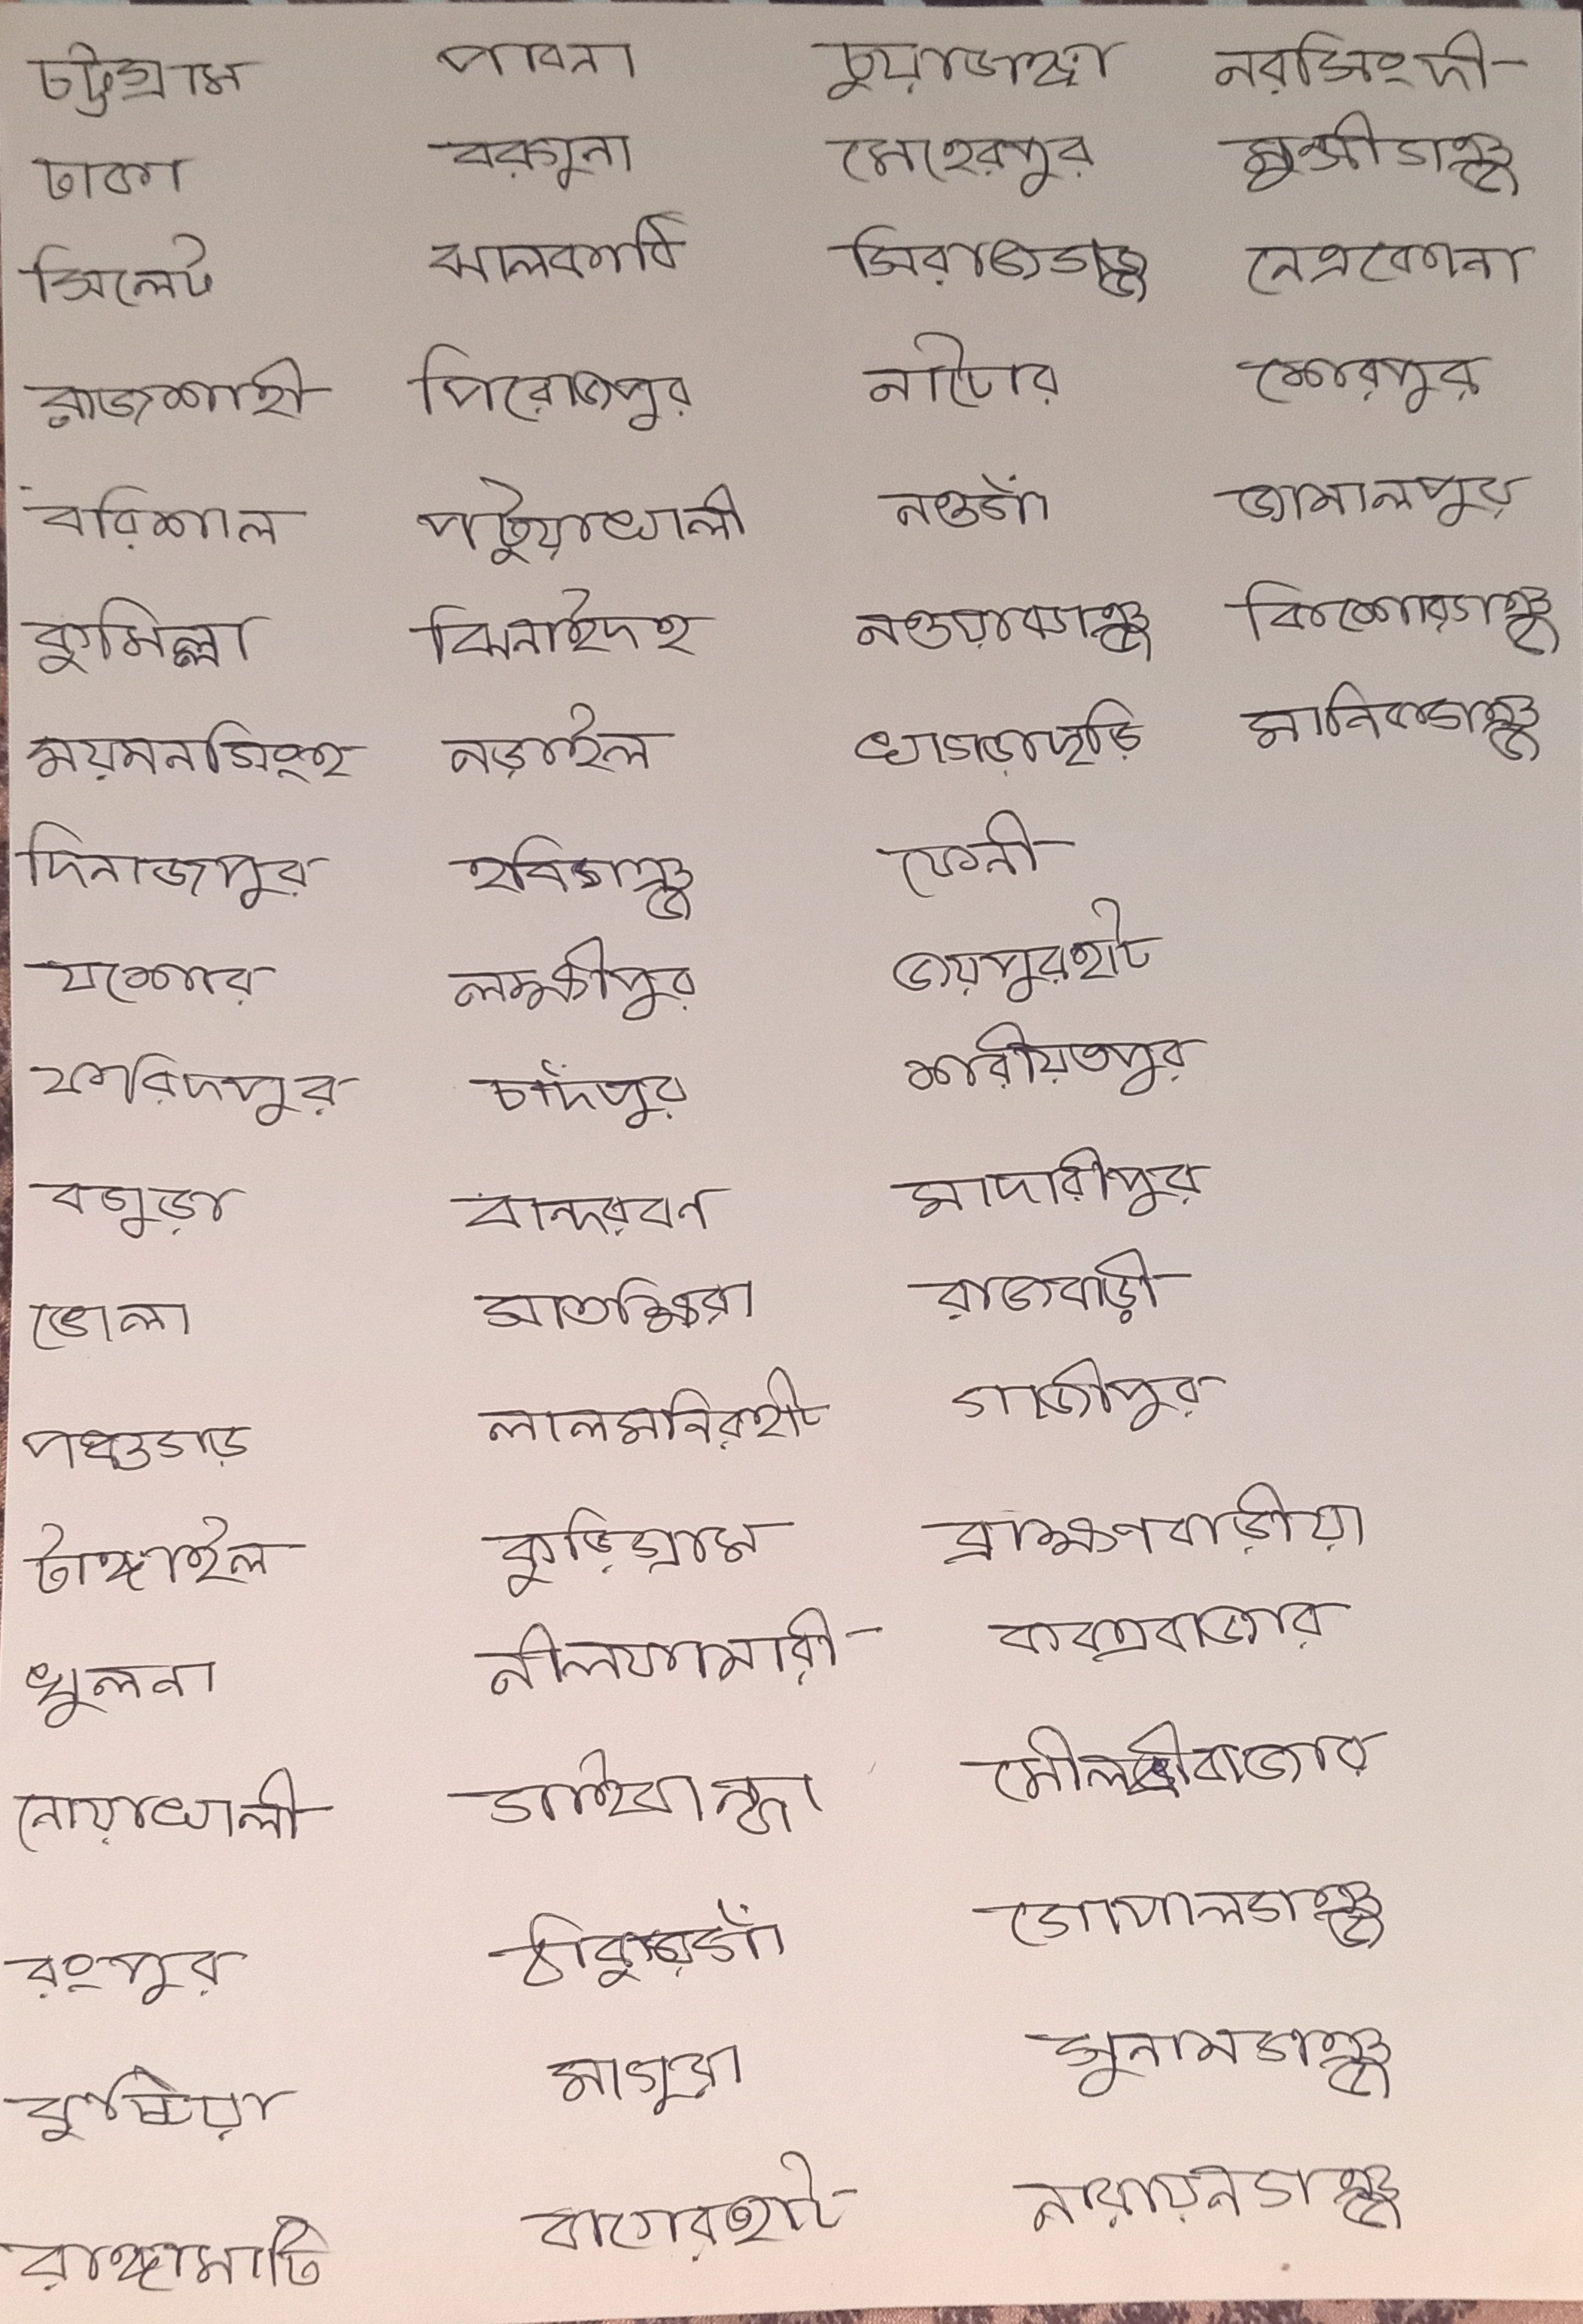 চট্টগ্রাম পাবনা চুয়াডাঙ্গা নরসিংদী
ঢাকা বরগুনা মেহেরপুর মুন্সীগঞ্জ
সিলেট ঝালকাঠি সিরাজগঞ্জ নেত্রকোনা
রাজশাহী পিরোজপুর নাটোর শেরপুর
বরিশাল পটুয়াখালী নওগাঁ জামালপুর
কুমিল্লা ঝিনাইদহ নওয়াবগঞ্জ কিশোরগঞ্জ
ময়মনসিংহ নড়াইল খাগড়াছড়ি মানিকগঞ্জ
দিনাজপুর হবিগঞ্জ ফেনী
যশোর লক্ষীপুর জয়পুরহাট
ফরিদপুর চাঁদপুর শরীয়তপুর
বগুড়া বান্দরবন মাদারীপুর
ভোলা সাতক্ষিরা রাজবাড়ী
পঞ্চগড় লালমনিরহাট গাজীপুর
টাঙ্গাইল কুড়িগ্রাম ব্রাক্ষণবাড়ীয়া
খুলনা নীলফামারী কক্সবাজার
নোয়াখালী গাইবান্ধা মৌলভীবাজার
রংপুর ঠাকুরগাঁ গোপালগঞ্জ
কুষ্টিয়া মাগুরা সুনামগঞ্জ
রাঙ্গামাটি বাগেরহাট নারায়নগঞ্জ